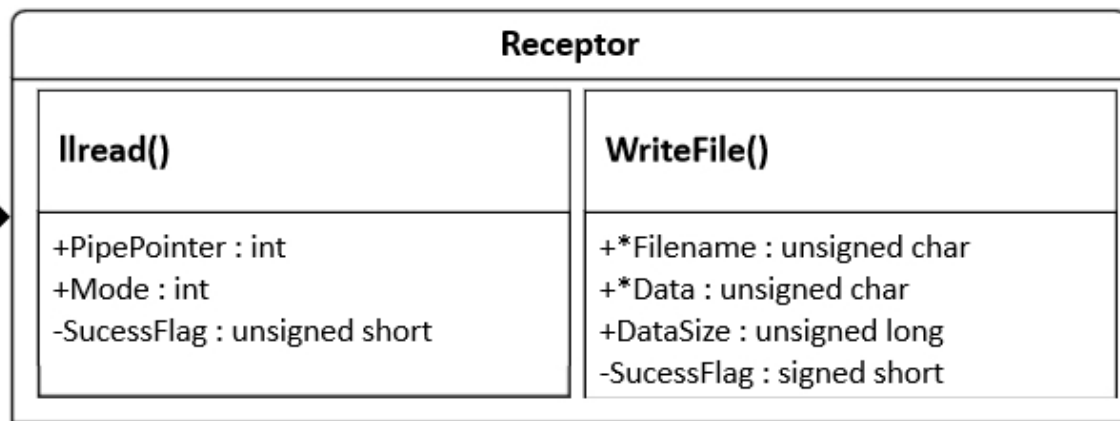 Receptor
llread()
+PipePointer : int
+Mode : int
-SucessFlag : unsigned short
WriteFile()
+*Filename : unsigned char
+*Data : unsigned char
+DataSize : unsigned long
-SucessFlag : signed short